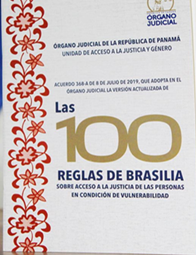 ÓRGANO
JUDICIAL
ÓRGANO JUDICIAL DE LA REPÚBLICA DE PANAMÁ
UNIDAD DE ACCESO A LA JUSTICIA Y GÉNERO
ACUERDO 348 A DE 8 DE JULIO DE 2019, QUE ADOPTA EN EL
ÓRGANO JUDICIAL LA VERSIÓN ACTUALIZADA DE
Las
100
REGLAS DE BRASILIA
SOBRE ACCESO A LA JUSTICIA DE LAS PERSONAS
EN CONDICIÓN DE VULNERABILIDAD